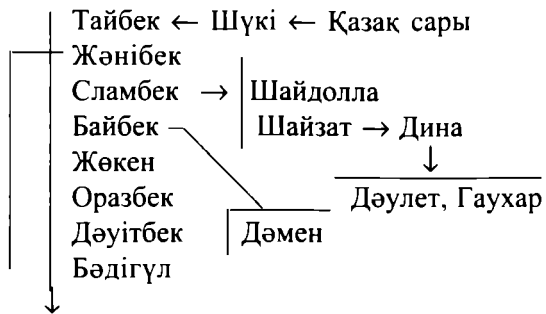 Тайбек ← Шүкі ← Қазақ сары
Жәнібек
Сламбек → Шайдолла
Байбек Шайзат → Дина
Жөкен
Оразбек Дәулет, Гаухар
Дәуітбек Дәмен
Бәдігүл